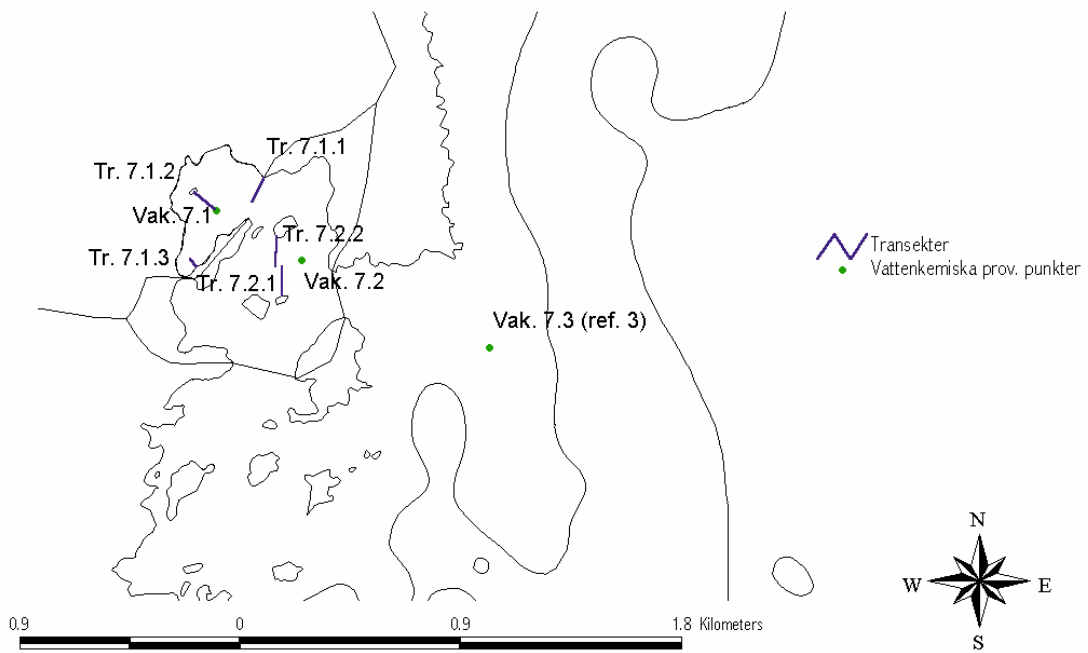 Tr. 7.1.1
Tr. 7.1.2
Vak. 7.1
Tr. 7.2.2
Tr. 7.1.3
Tr. 7.2.1
Vak. 7.2
Vak. 7.3 (ref. 3)
Transekter
Vattenkemiska prov. punkter
N
W
E
S
0.9
0
0.9
1.8 Kilometers